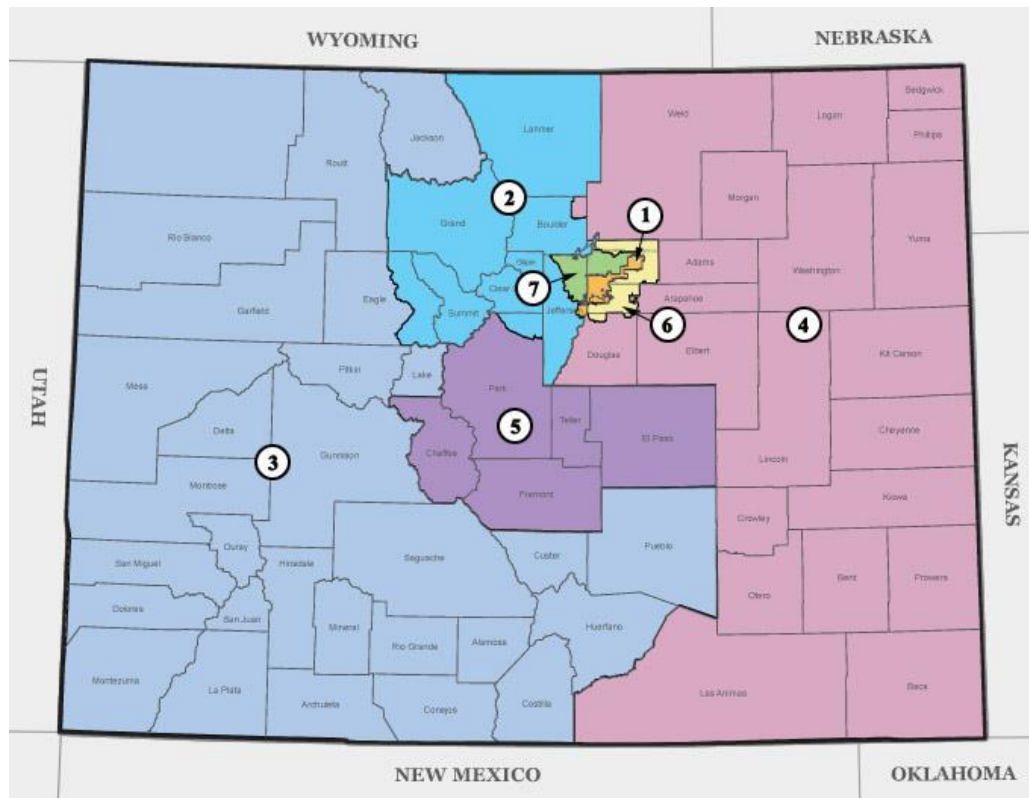 WYOMING
NEBRASKA
Sedgwick
Larimer
Weld
Logan
Jackson
Phillips
Routt
2
Morgan
1
Grand
Boulder
Yuma
Rio Blanco
Adams
Washington
Gilpin
7
Clear
Eagle
Arapahoe
Garfield
Summit
Jefferso
6
4
Douglas
Elbert
Kit Carson
Pitkin
Lake
UTAH
Mesa
Park
5
Teller
Delta
El Paso
Cheyenne
3
Gunnison
Chaffee
Lincoln
KANSAS
Montrose
Fremont
Kiowa
Crowley
Ouray
Pueblo
Saguache
Custer
San Miguel
Hinsdale
Bent
Prowers
Otero
Dolores
San Juan
Mineral
Huerfano
Rio Grande
Alamosa
Montezuma
La Plata
Las Animas
Baca
Archuleta
Conejos
Costilla
NEW MEXICO
OKLAHOMA